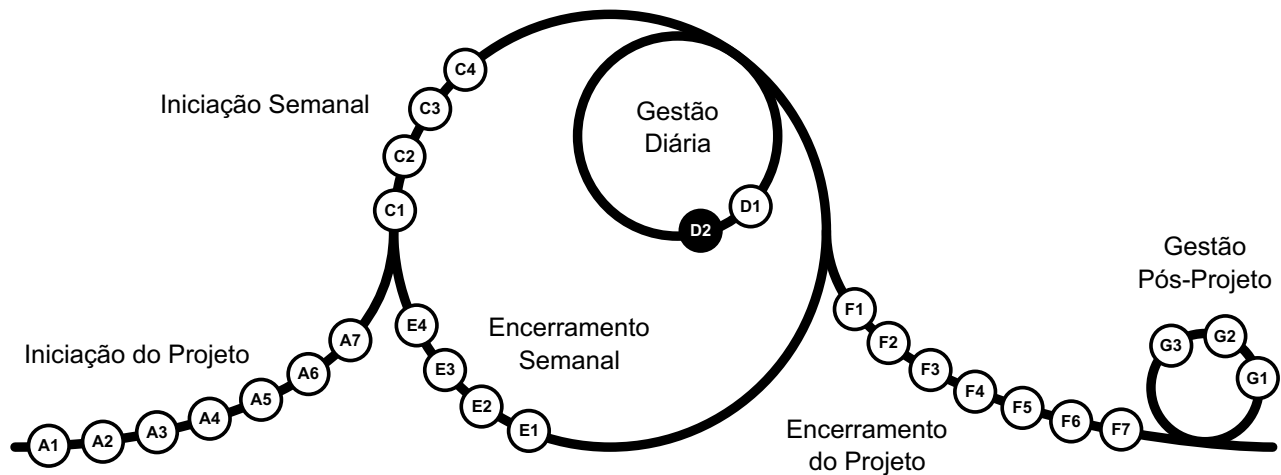 C4
C3
C2
C1
Iniciação Semanal
Gestão
Diária
D1
D2
Iniciação do Projeto
A1
A2
A3
A4
A5
A6
A7
Encerramento
Semanal
E4
E3
E2
E1
F1
F2
F3
F4
F5
F6
F7
Encerramento
do Projeto
Gestão
Pós-Projeto
G3
G2
G1